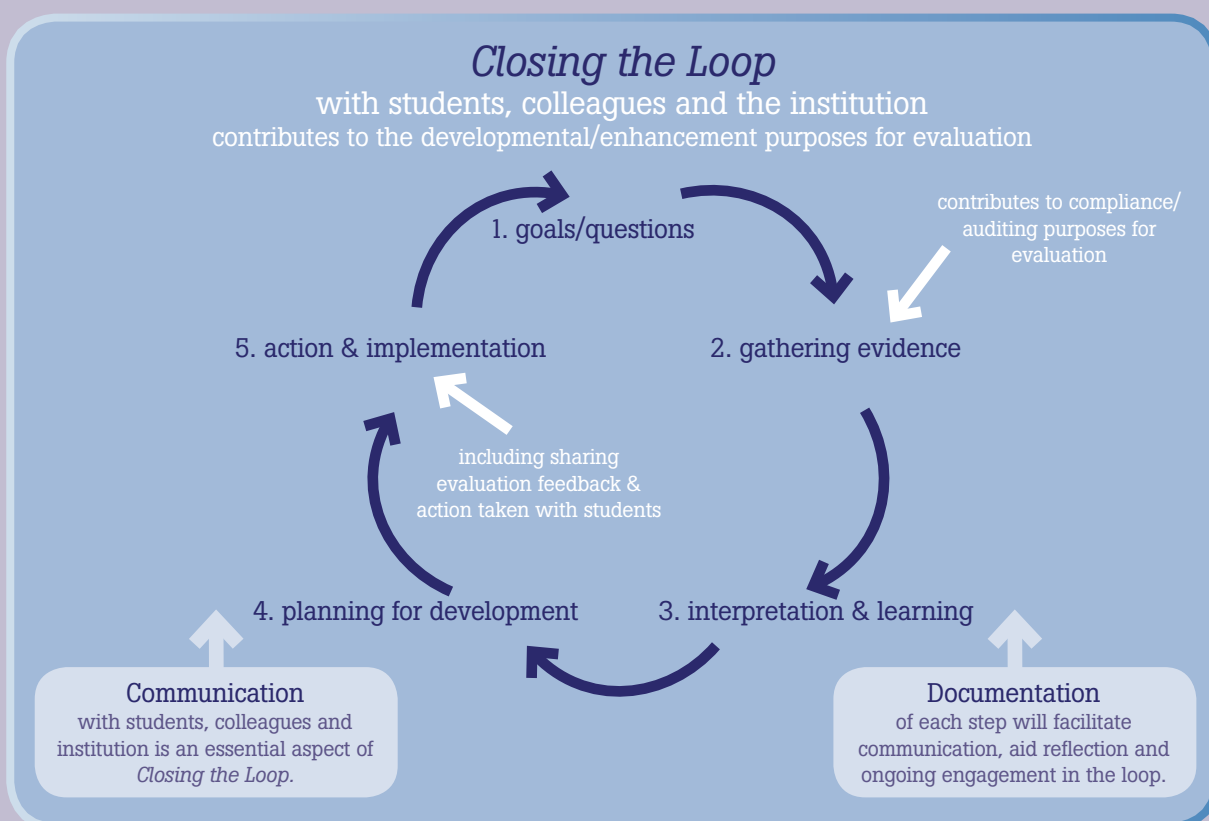 Closing the Loop
with students, colleagues and the institution
contributes to the developmental/enhancement purposes for evaluation
1. goals/questions
contributes to compliance/
auditing purposes for
evaluation
5. action & implementation
2. gathering evidence
including sharing
evaluation feedback &
action taken with students
4. planning for development
3. interpretation & learning
Communication
with students, colleagues and
institution is an essential aspect of
Closing the Loop.
Documentation
of each step will facilitate
communication, aid reflection and
ongoing engagement in the loop.